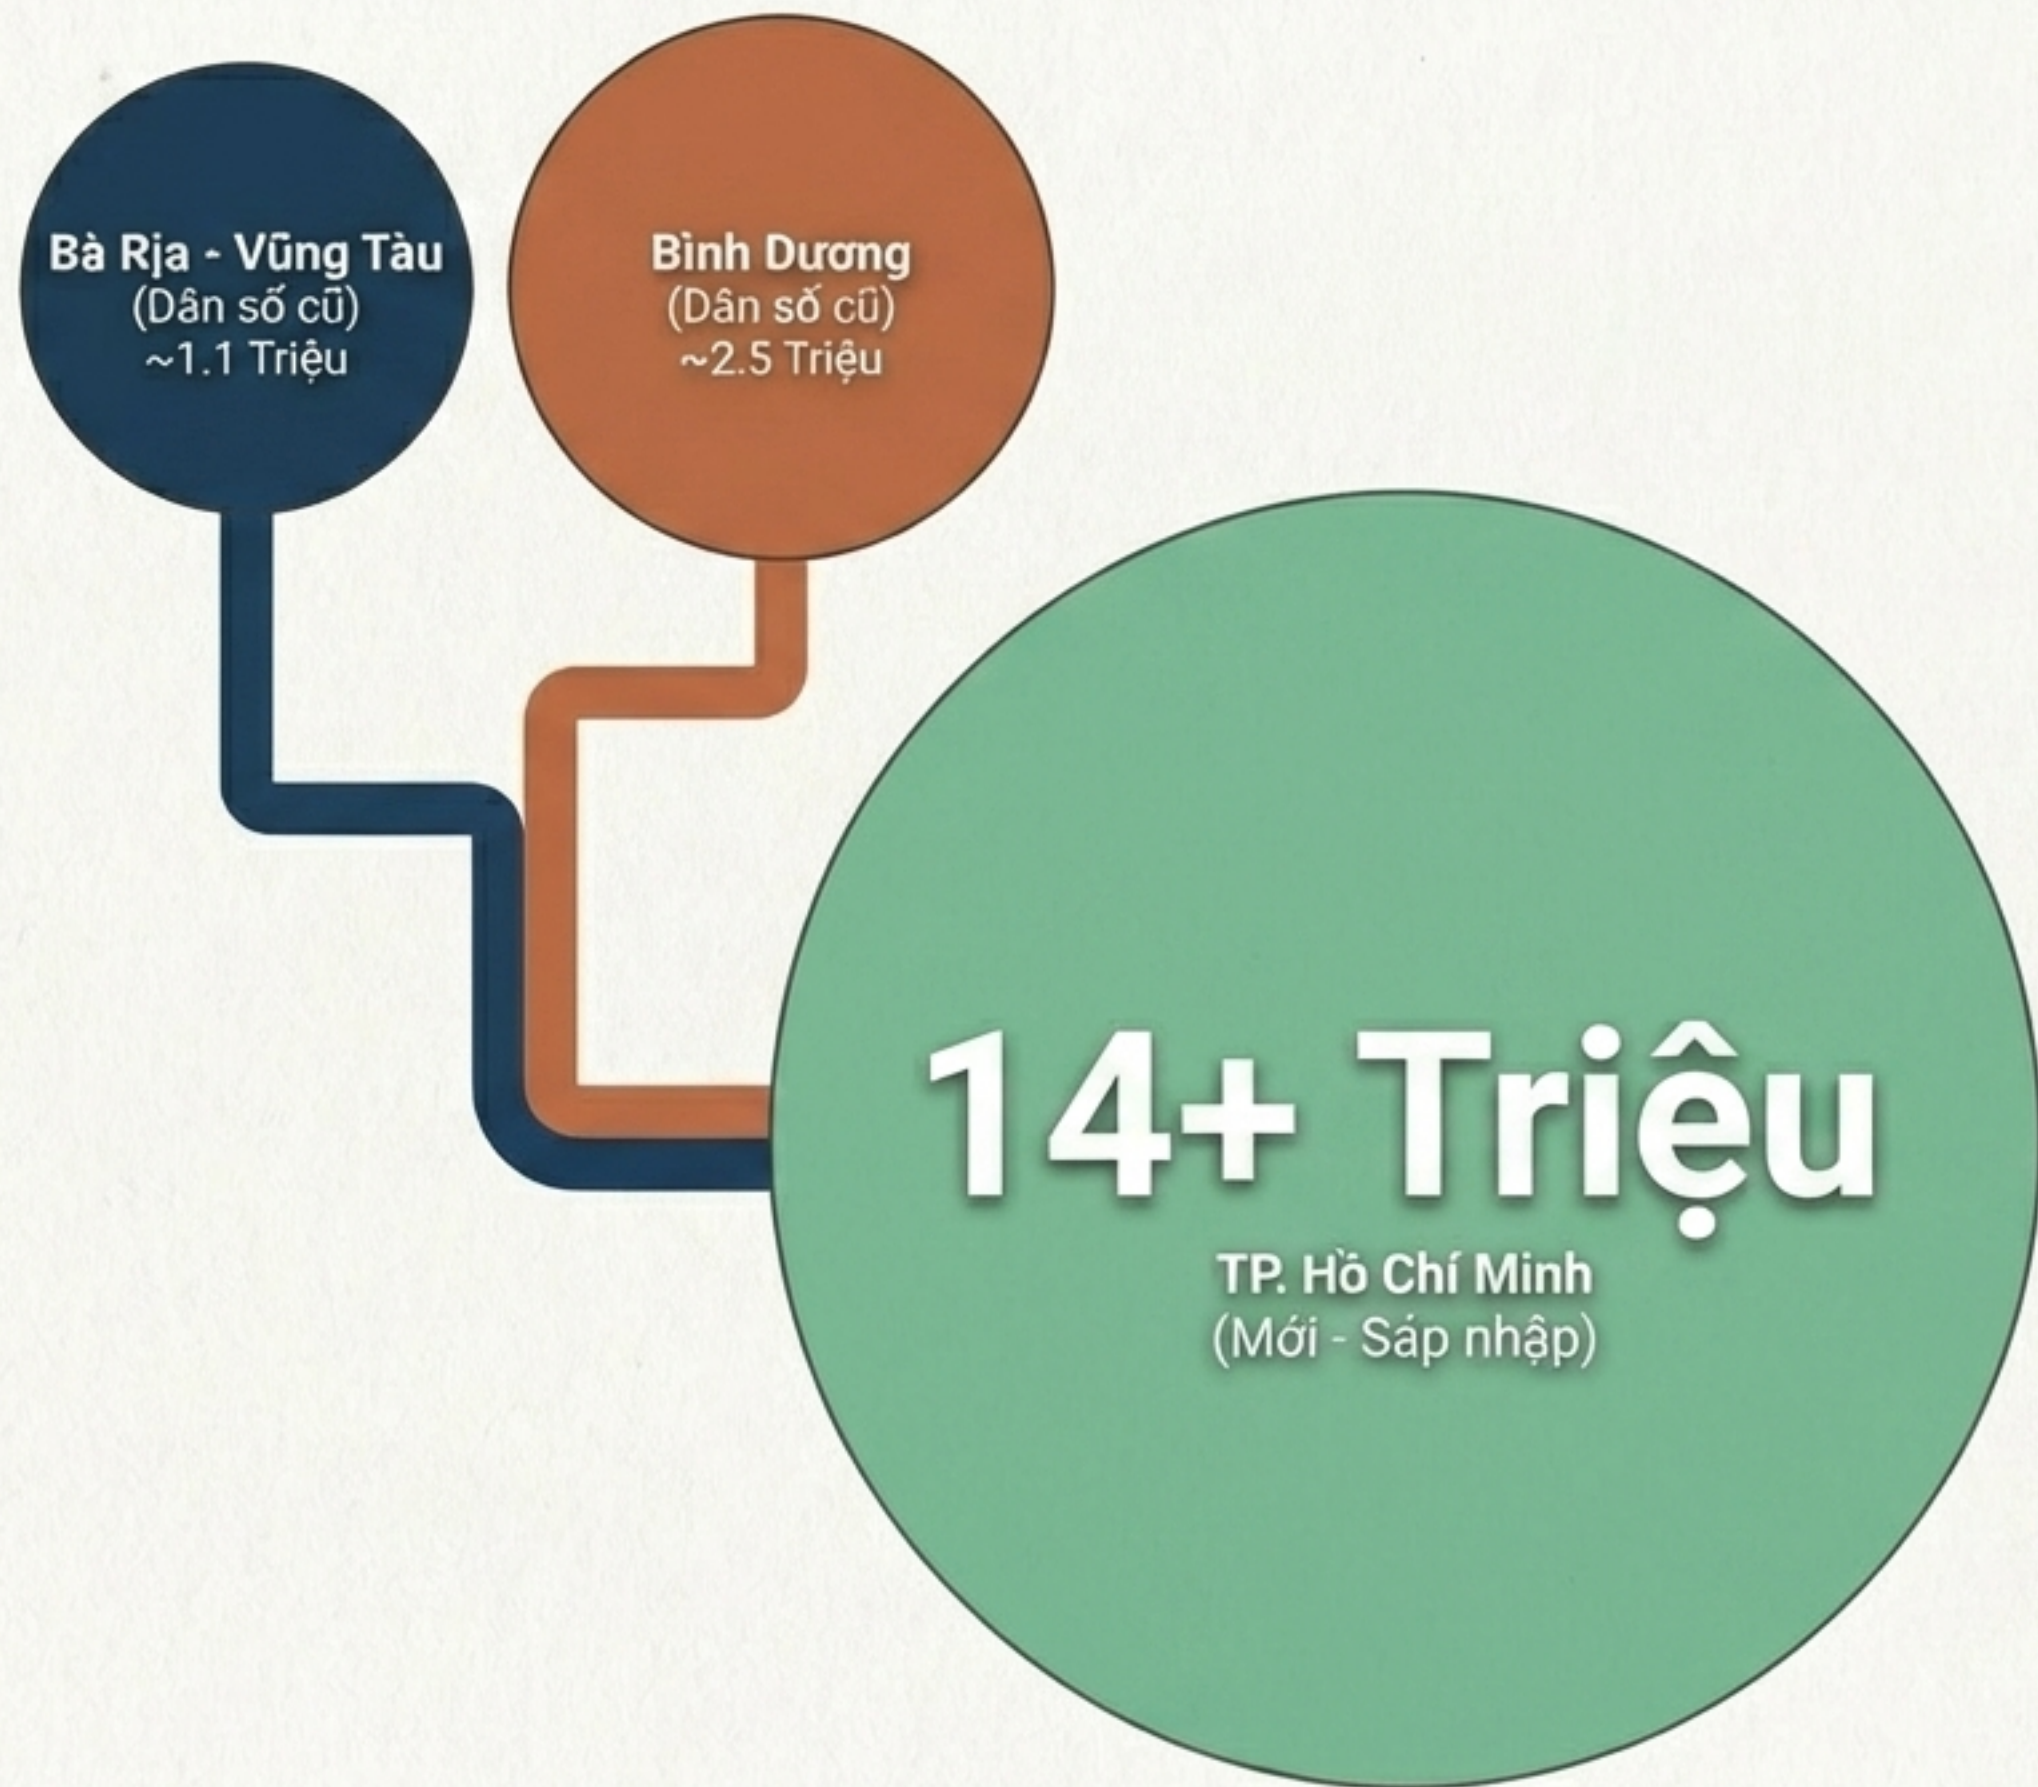 Bà Rịa - Vũng Tàu
(Dân số cũ)
~1.1 Triệu
Bình Dương
(Dân số cũ)
~2.5 Triệu
14+ Triệu
TP. Hồ Chí Minh
(Mới - Sáp nhập)